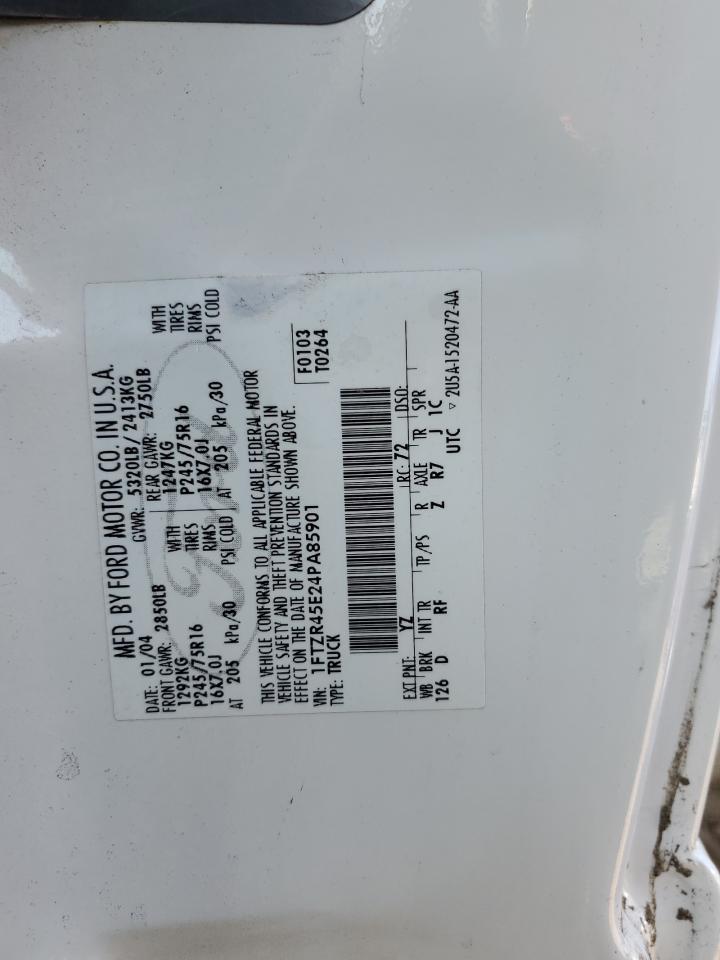 MFD. BY FORD MOTOR CO. IN U.S.A.
DATE: 01/04 GVWR: 5320LB/ 2413KG
FRONT GAWR: 2850LB REAR GAWR: 2750LB
1292KG WITH 1247KG WITH
P245/75R16 TIRES P245/75R16 TIRES
16X7.0J RIMS 16X7.0J RIMS
AT 205 kPa/30 PSI COLD AT 205 kPa/30 PSI COLD
Ford
THIS VEHICLE CONFORMS TO ALL APPLICABLE FEDERAL MOTOR
VEHICLE SAFETY AND THEFT PREVENTION STANDARDS IN
EFFECT ON THE DATE OF MANUFACTURE SHOWN ABOVE.
VIN: 1FTZR45E24PA85901 F0103
TYPE: TRUCK T0264
EXT PNT: YZ RC: 72 DSO:
WB BRK INT TR TP/PS R AXLE TR SPR
126 D RF Z R7 J 1C
UTC ▽ 2U5A-1520472-AA